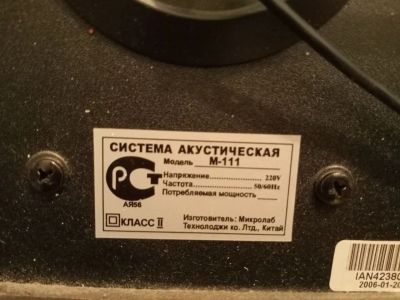 СИСТЕМА АКУСТИЧЕСКАЯ
Модель М-111
Напряжение 220V
Частота 50/60Hz
Потребляемая мощность
РСТ
АЯ56
КЛАСС II
Изготовитель: Микролаб
Технолоджи ко. Лтд., Китай
IAN42380
2006-01-20